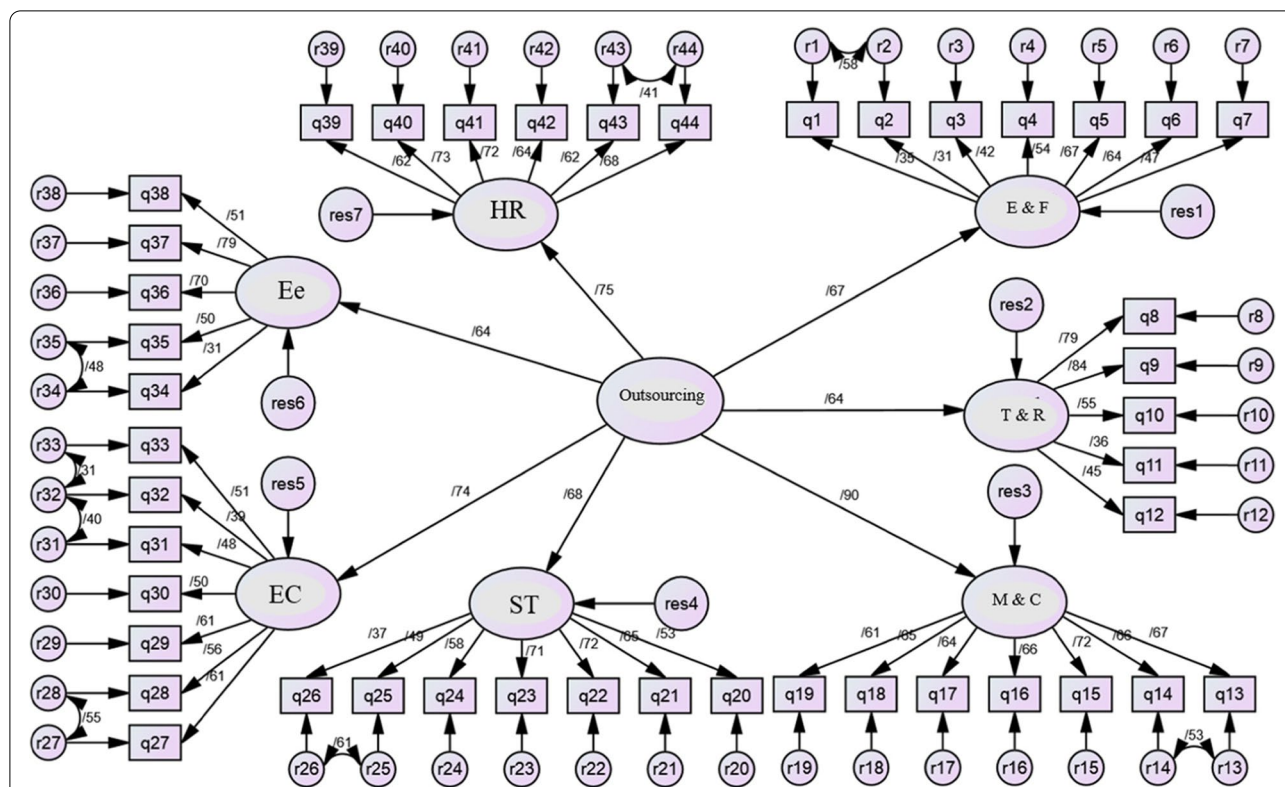 r39 r40 r41 r42 r43 r44
/41
q39 q40 q41 q42 q43 q44
/62 /73 /72 /64 /62 /68
res7
HR
r1 r2 r3 r4 r5 r6 r7
/58
q1 q2 q3 q4 q5 q6 q7
/35 /31 /42 /54 /67 /64 /47
E & F
res1
r38 q38
r37 q37
r36 q36
r35 q35
r34 q34
/48
/51
/79
/70
/50
/31
Ee
res6
/75
/67
/64
Outsourcing
/64
/74
/68
/90
res2
T & R
/79
/84
/55
/36
/45
q8 r8
q9 r9
q10 r10
q11 r11
q12 r12
r33 q33
r32 q32
r31 q31
r30 q30
r29 q29
r28 q28
r27 q27
/31
/40
/55
/51
/39
/48
/50
/61
/56
/61
res5
EC
ST
res4
/37 /49 /58 /71 /72 /65 /53
q26 q25 q24 q23 q22 q21 q20
/61
r26 r25 r24 r23 r22 r21 r20
res3
M & C
/61 /65 /64 /66 /72 /66 /67
q19 q18 q17 q16 q15 q14 q13
/53
r19 r18 r17 r16 r15 r14 r13